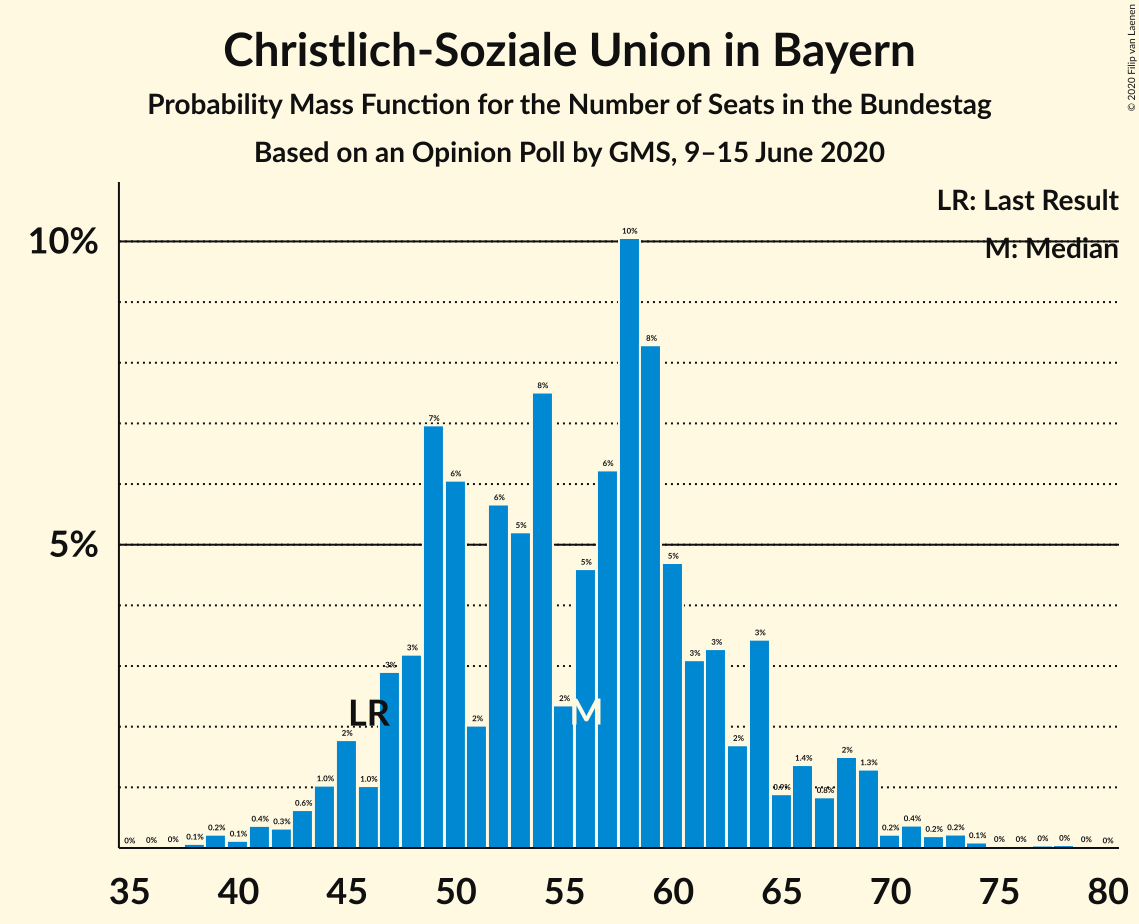 Christlich-Soziale Union in Bayern
Probability Mass Function for the Number of Seats in the Bundestag
Based on an Opinion Poll by GMS, 9–15 June 2020
© 2020 Filip van Laenen
LR: Last Result
M: Median
10%
5%
0% 0% 0% 0.1% 0.2% 0.1% 0.4% 0.3% 0.6% 1.0% 2% 1.0% 3% 3% 7% 6% 2% 6% 5% 8% 2% 5% 6% 10% 8% 5% 3% 3% 2% 3% 0.9% 1.4% 0.8% 2% 1.3% 0.2% 0.4% 0.2% 0.2% 0.1% 0% 0% 0% 0% 0% 0%
LR M
35 40 45 50 55 60 65 70 75 80